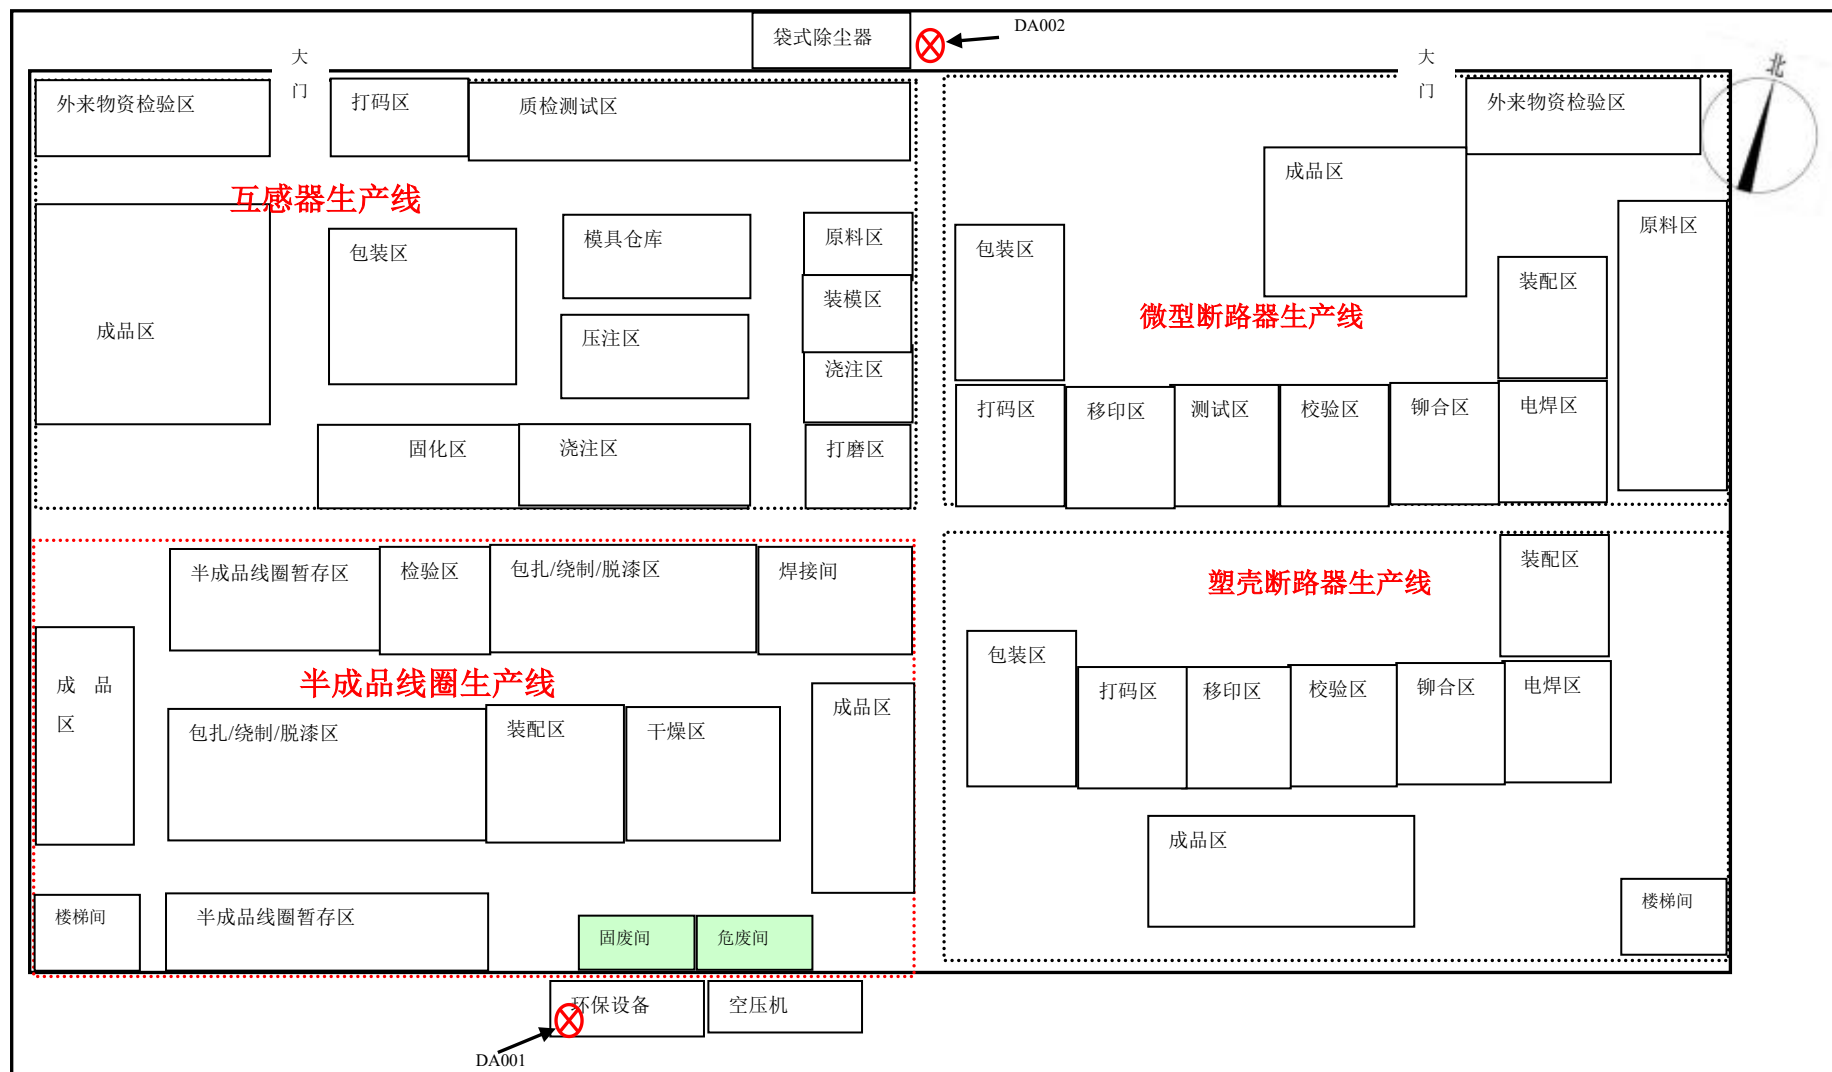 袋式除尘器
DA002
大
门
大
门
北
外来物资检验区
打码区
质检测试区
互感器生产线
成品区
包装区
模具仓库
压注区
原料区
装模区
浇注区
打磨区
固化区
浇注区
外来物资检验区
成品区
原料区
包装区
装配区
微型断路器生产线
打码区
移印区
测试区
校验区
铆合区
电焊区
半成品线圈暂存区
检验区
包扎/绕制/脱漆区
焊接间
半成品线圈生产线
成 品
区
包扎/绕制/脱漆区
装配区
干燥区
成品区
楼梯间
半成品线圈暂存区
固废间
危废间
塑壳断路器生产线
装配区
包装区
打码区
移印区
校验区
铆合区
电焊区
成品区
楼梯间
环保设备
空压机
DA001